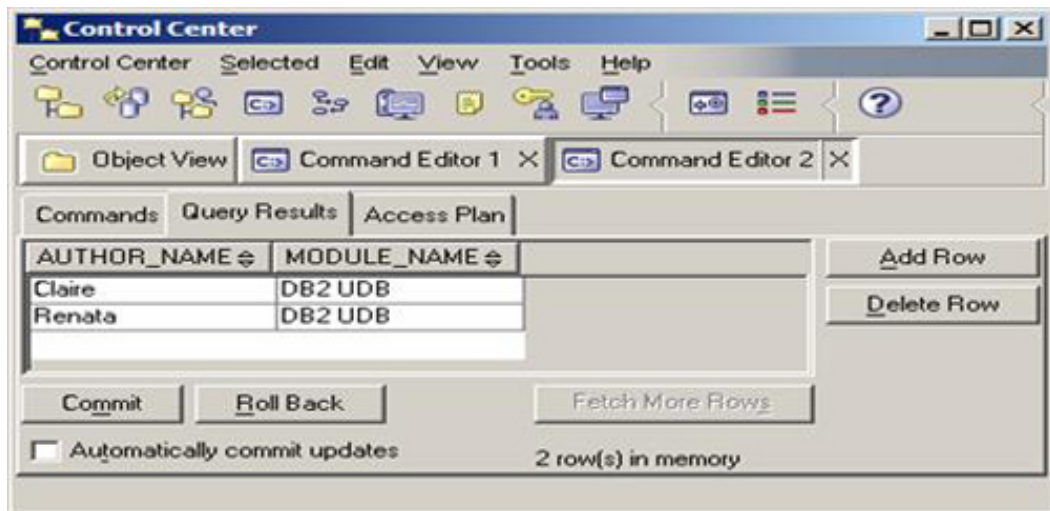 Control Center
Control Center Selected Edit View Tools Help
Object View Command Editor 1 Command Editor 2
Commands Query Results Access Plan
AUTHOR_NAME MODULE_NAME Add Row
Claire DB2 UDB
Renata DB2 UDB Delete Row
Commit Roll Back Fetch More Rows
Automatically commit updates 2 row(s) in memory